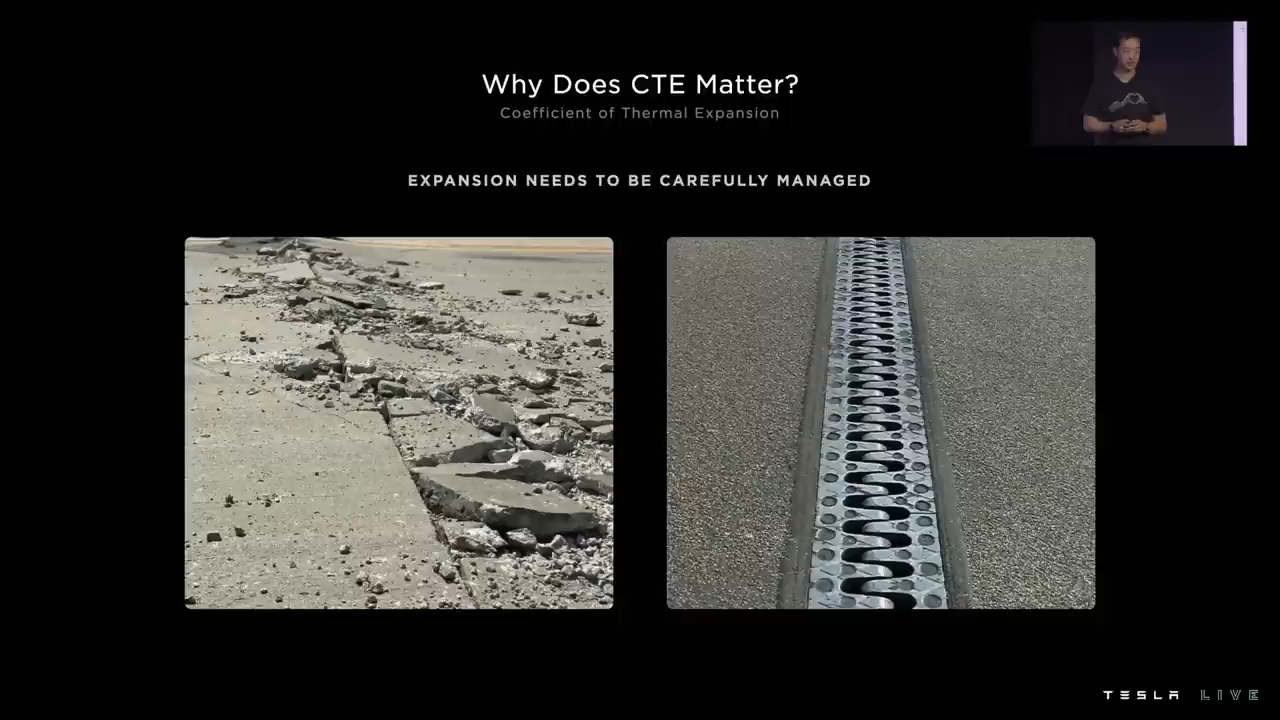 Why Does CTE Matter?
Coefficient of Thermal Expansion
EXPANSION NEEDS TO BE CAREFULLY MANAGED
TESLA LIVE